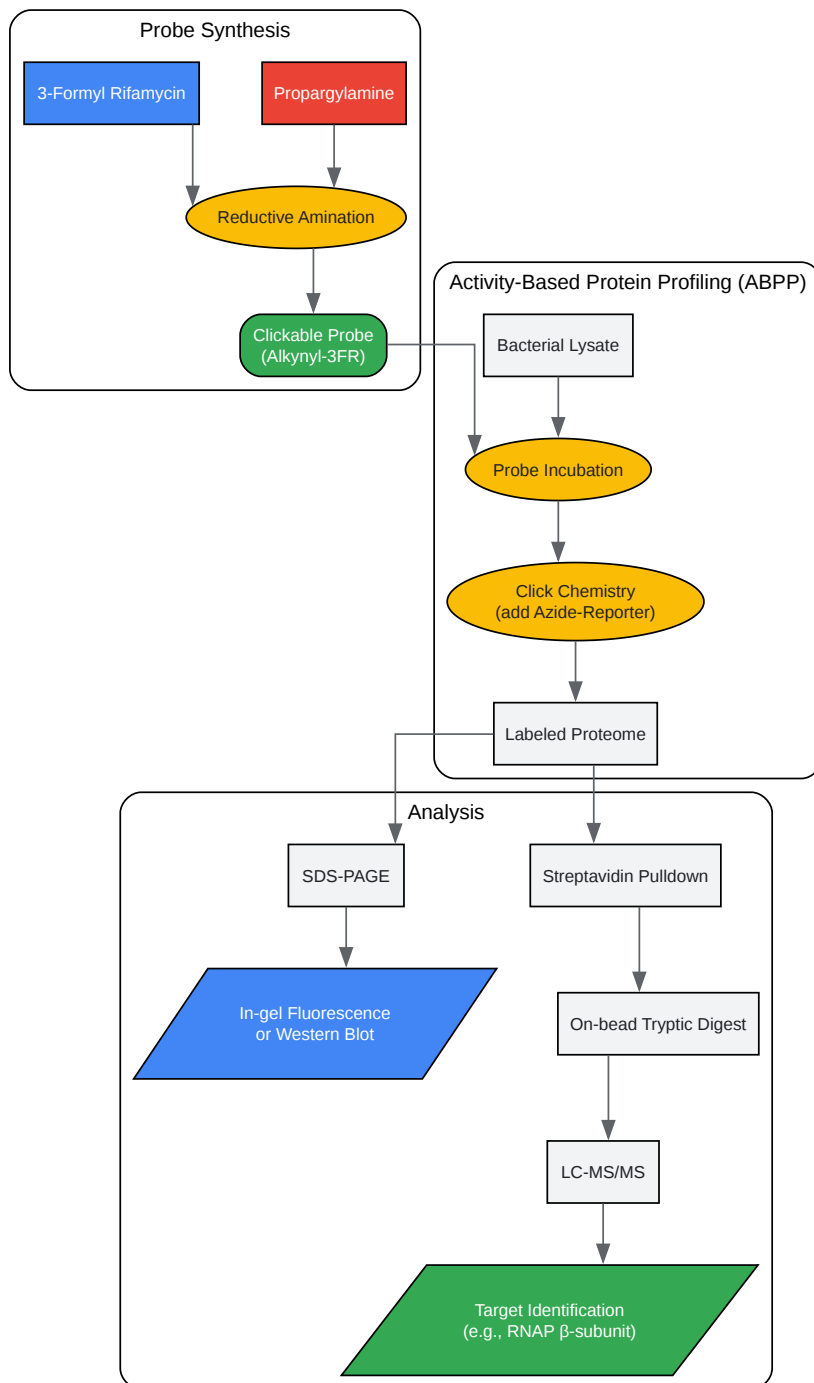 Probe Synthesis
3-Formyl Rifamycin
Propargylamine
Reductive Amination
Clickable Probe
(Alkynyl-3FR)
Activity-Based Protein Profiling (ABPP)
Bacterial Lysate
Probe Incubation
Click Chemistry
(add Azide-Reporter)
Labeled Proteome
Analysis
SDS-PAGE
Streptavidin Pulldown
In-gel Fluorescence
or Western Blot
On-bead Tryptic Digest
LC-MS/MS
Target Identification
(e.g., RNAP β-subunit)